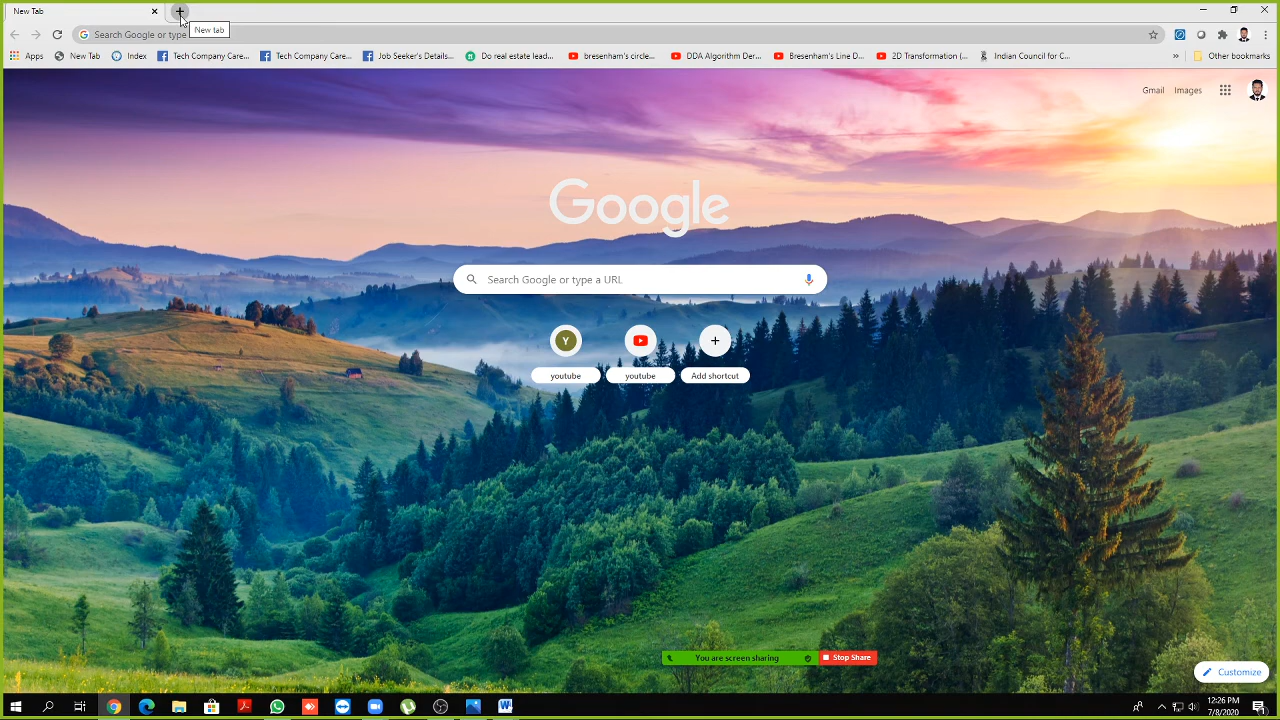 New Tab
Search Google or type
New tab
Apps
New Tab
Index
Tech Company Care...
Tech Company Care...
Job Seeker's Detail...
Do real estate lead...
bresenham's circle...
DDA Algorithm Der...
Bresenham's Line D...
2D Transformation (...
Indian Council for C...
»
Other bookmarks
Gmail
Images
Google
Search Google or type a URL
Y
youtube
youtube
Add shortcut
You are screen sharing
Stop Share
Customize
12:26 PM
7/8/2020